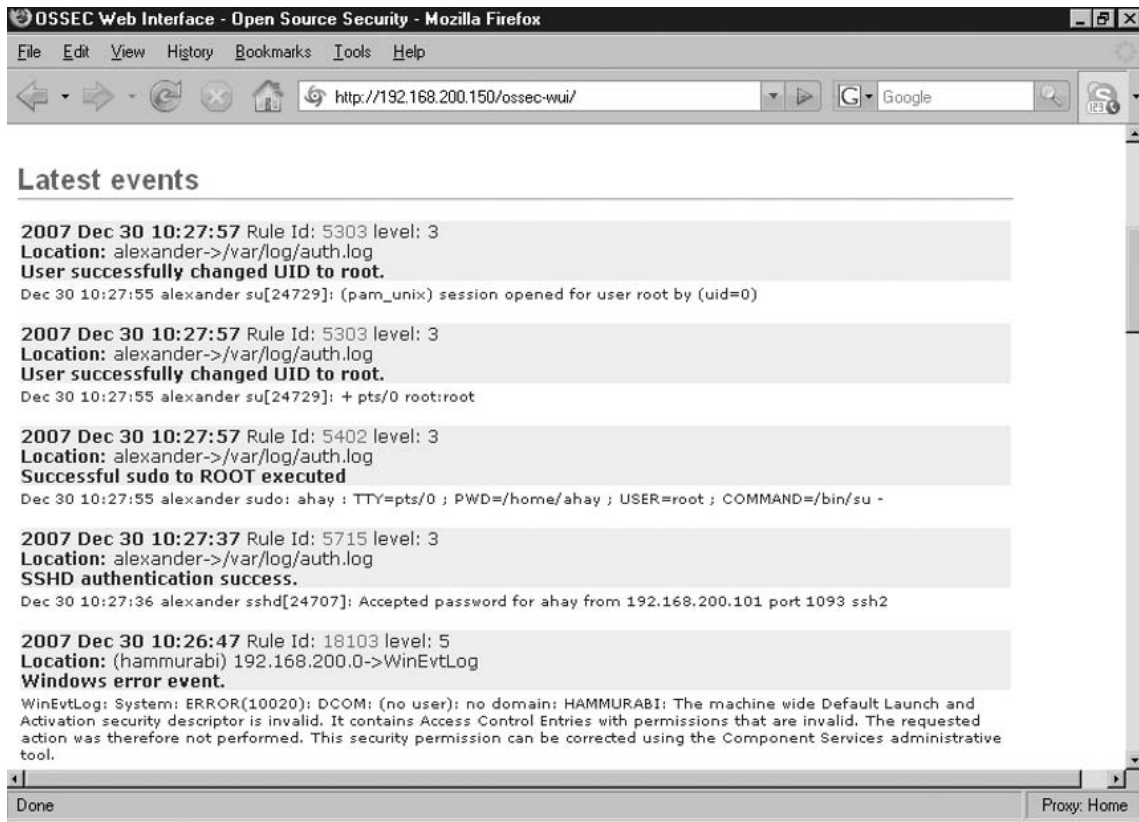 OSSEC Web Interface - Open Source Security - Mozilla Firefox
File Edit View History Bookmarks Tools Help
http://192.168.200.150/ossec-wui/ G Google
Latest events
2007 Dec 30 10:27:57 Rule Id: 5303 level: 3
Location: alexander->/var/log/auth.log
User successfully changed UID to root.
Dec 30 10:27:55 alexander su[24729]: (pam_unix) session opened for user root by (uid=0)
2007 Dec 30 10:27:57 Rule Id: 5303 level: 3
Location: alexander->/var/log/auth.log
User successfully changed UID to root.
Dec 30 10:27:55 alexander su[24729]: + pts/0 root:root
2007 Dec 30 10:27:57 Rule Id: 5402 level: 3
Location: alexander->/var/log/auth.log
Successful sudo to ROOT executed
Dec 30 10:27:55 alexander sudo: ahay : TTY=pts/0 ; PWD=/home/ahay ; USER=root ; COMMAND=/bin/su -
2007 Dec 30 10:27:37 Rule Id: 5715 level: 3
Location: alexander->/var/log/auth.log
SSHD authentication success.
Dec 30 10:27:36 alexander sshd[24707]: Accepted password for ahay from 192.168.200.101 port 1093 ssh2
2007 Dec 30 10:26:47 Rule Id: 18103 level: 5
Location: (hammurabi) 192.168.200.0->WinEvtLog
Windows error event.
WinEvtLog: System: ERROR(10020): DCOM: (no user): no domain: HAMMURABI: The machine wide Default Launch and
Activation security descriptor is invalid. It contains Access Control Entries with permissions that are invalid. The requested
action was therefore not performed. This security permission can be corrected using the Component Services administrative
tool.
Done Proxy: Home